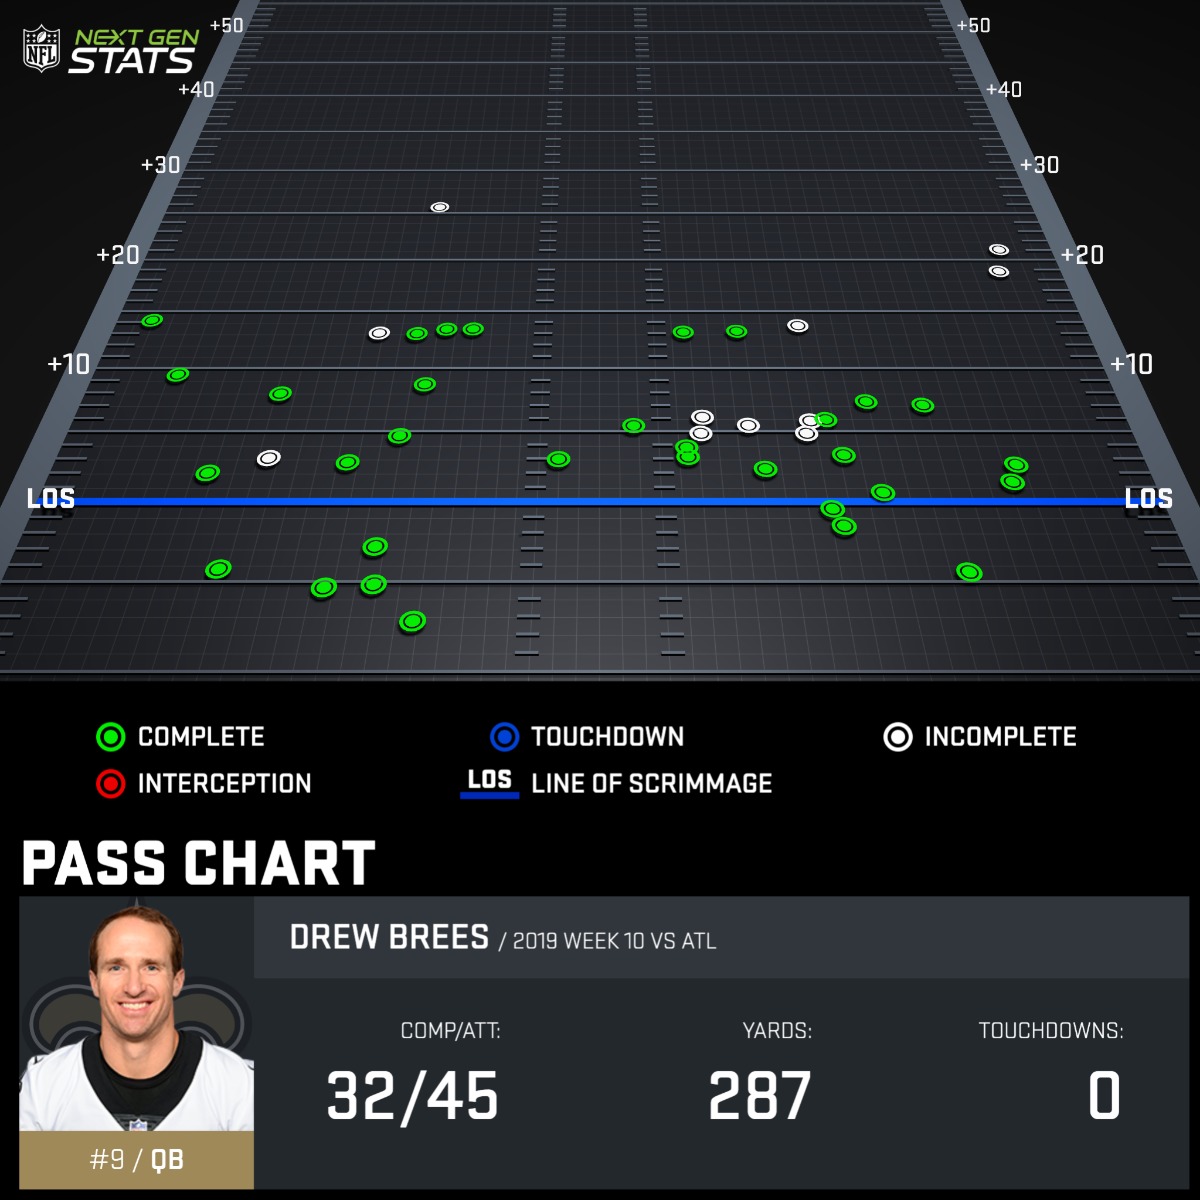 NFL
NEXT GEN
STATS
+50 +50
+40 +40
+30 +30
+20 +20
+10 +10
LOS LOS
COMPLETE TOUCHDOWN INCOMPLETE
INTERCEPTION LOS LINE OF SCRIMMAGE
PASS CHART
DREW BREES / 2019 WEEK 10 VS ATL
COMP/ATT: YARDS: TOUCHDOWNS:
32/45 287 0
#9 / QB